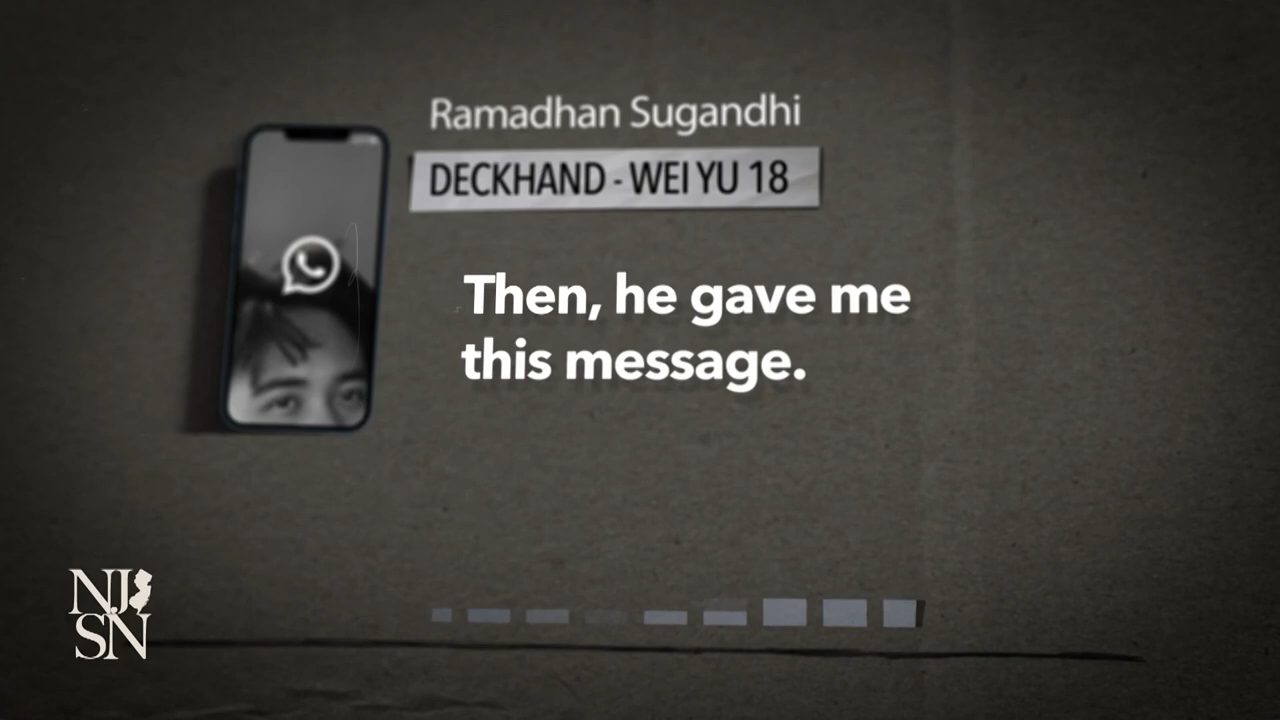 Ramadhan Sugandhi
DECKHAND - WEI YU 18
Then, he gave me
this message.
NJ
SN